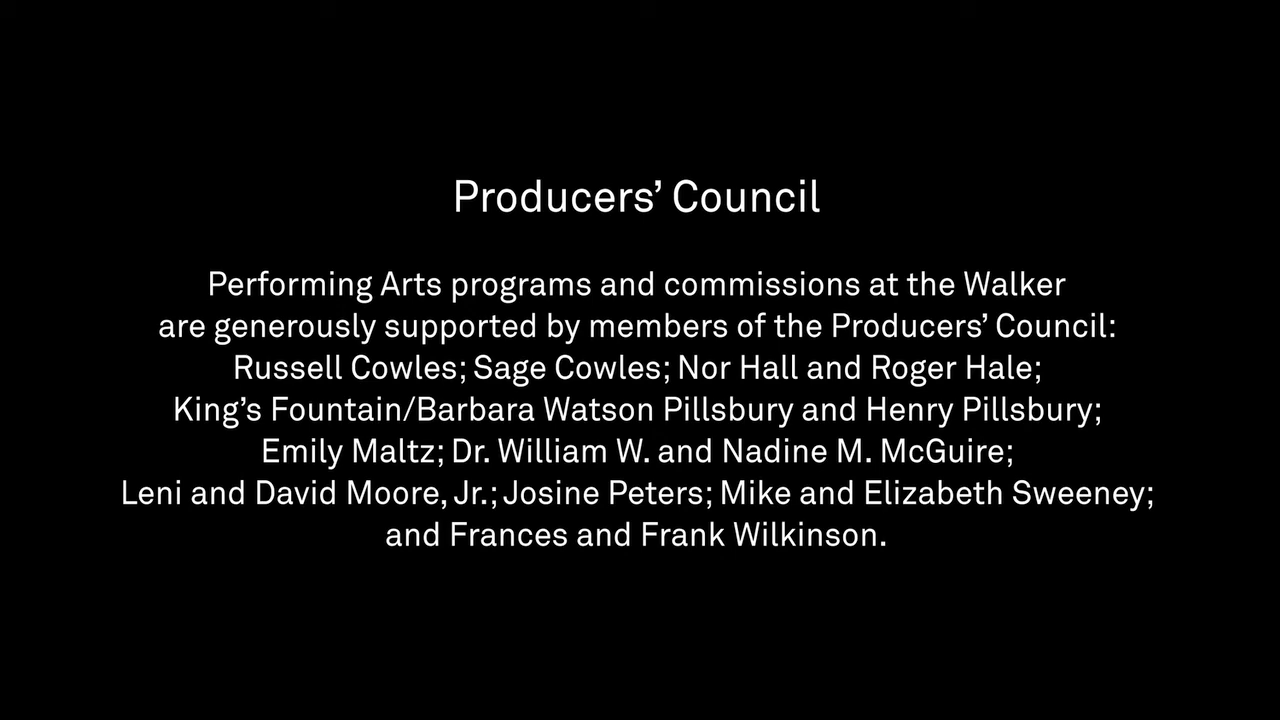 Producers’ Council
Performing Arts programs and commissions at the Walker
are generously supported by members of the Producers’ Council:
Russell Cowles; Sage Cowles; Nor Hall and Roger Hale;
King’s Fountain/Barbara Watson Pillsbury and Henry Pillsbury;
Emily Maltz; Dr. William W. and Nadine M. McGuire;
Leni and David Moore, Jr.; Josine Peters; Mike and Elizabeth Sweeney;
and Frances and Frank Wilkinson.